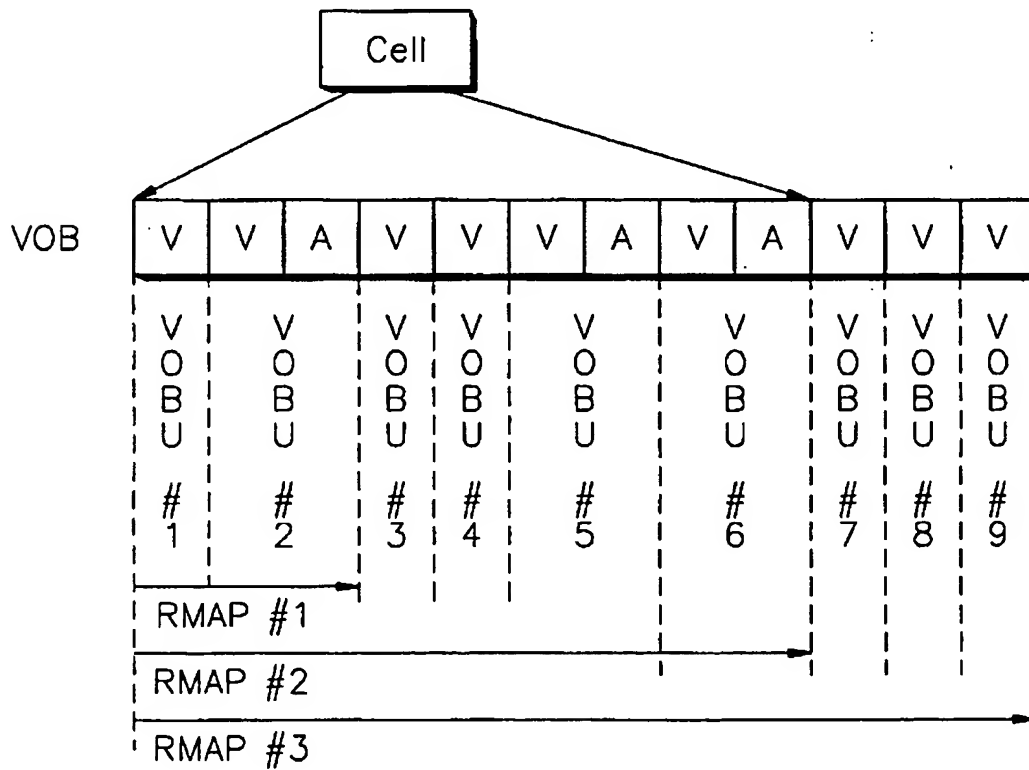 Cell
VOB V V A V V V A V A V V V
VOBU #1 VOBU #2 VOBU #3 VOBU #4 VOBU #5 VOBU #6 VOBU #7 VOBU #8 VOBU #9
RMAP #1
RMAP #2
RMAP #3